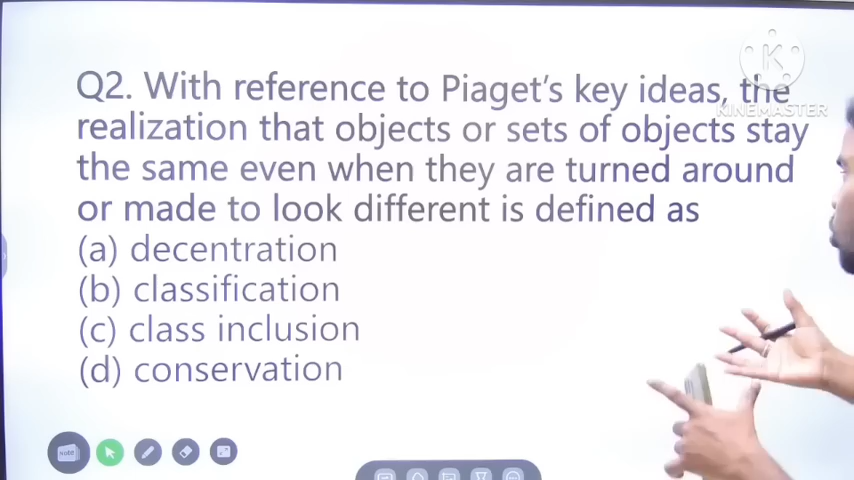 KINEMASTER
Q2. With reference to Piaget's key ideas, the
realization that objects or sets of objects stay
the same even when they are turned around
or made to look different is defined as
(a) decentration
(b) classification
(c) class inclusion
(d) conservation